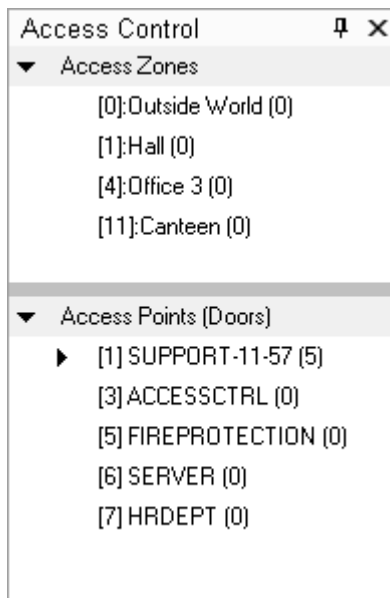 Access Control
Access Zones
[0]:Outside World (0)
[1]:Hall (0)
[4]:Office 3 (0)
[11]:Canteen (0)
Access Points (Doors)
[1] SUPPORT-11-57 (5)
[3] ACCESSCTRL (0)
[5] FIREPROTECTION (0)
[6] SERVER (0)
[7] HRDEPT (0)